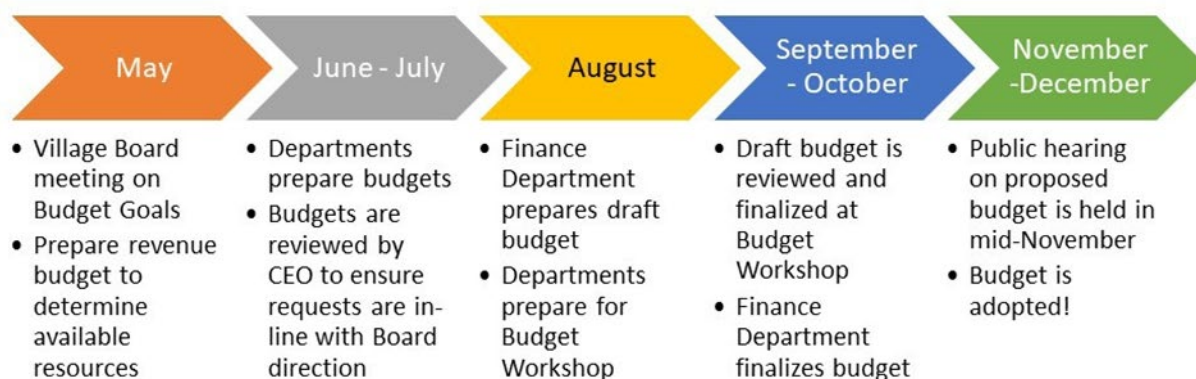 May
• Village Board
meeting on
Budget Goals
• Prepare revenue
budget to
determine
available
resources
June - July
• Departments
prepare budgets
• Budgets are
reviewed by
CEO to ensure
requests are in-
line with Board
direction
August
• Finance
Department
prepares draft
budget
• Departments
prepare for
Budget
Workshop
September
- October
• Draft budget is
reviewed and
finalized at
Budget
Workshop
• Finance
Department
finalizes budget
November
-December
• Public hearing
on proposed
budget is held in
mid-November
• Budget is
adopted!